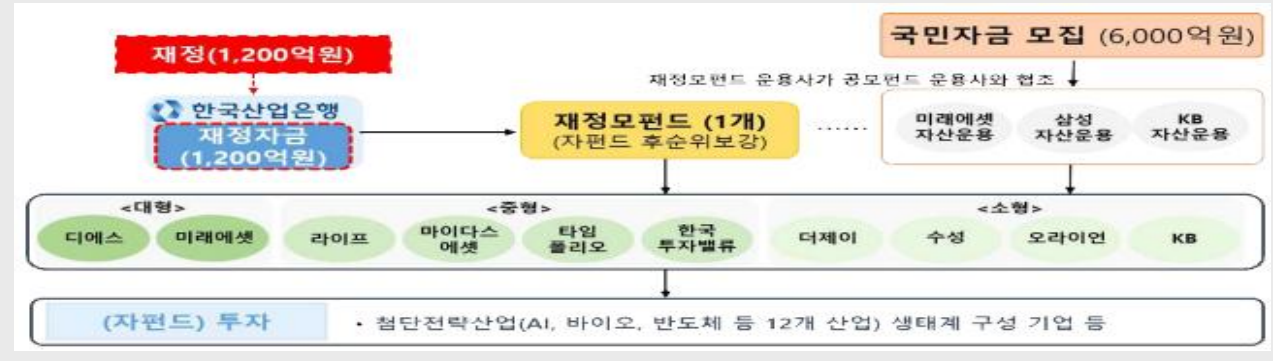 재정(1,200억원)
국민자금 모집 (6,000억원)
재정모펀드 운용사가 공모펀드 운용사와 협조
한국산업은행
재정자금
(1,200억원)
재정모펀드 (1개)
(자펀드 후순위보강)
......
미래에셋
자산운용
삼성
자산운용
KB
자산운용
<대형>
디에스
미래에셋
<중형>
라이프
마이다스
에셋
타임
폴리오
한국
투자밸류
<소형>
더제이
수성
오라이언
KB
(자펀드) 투자
• 첨단전략산업(AI, 바이오, 반도체 등 12개 산업) 생태계 구성 기업 등